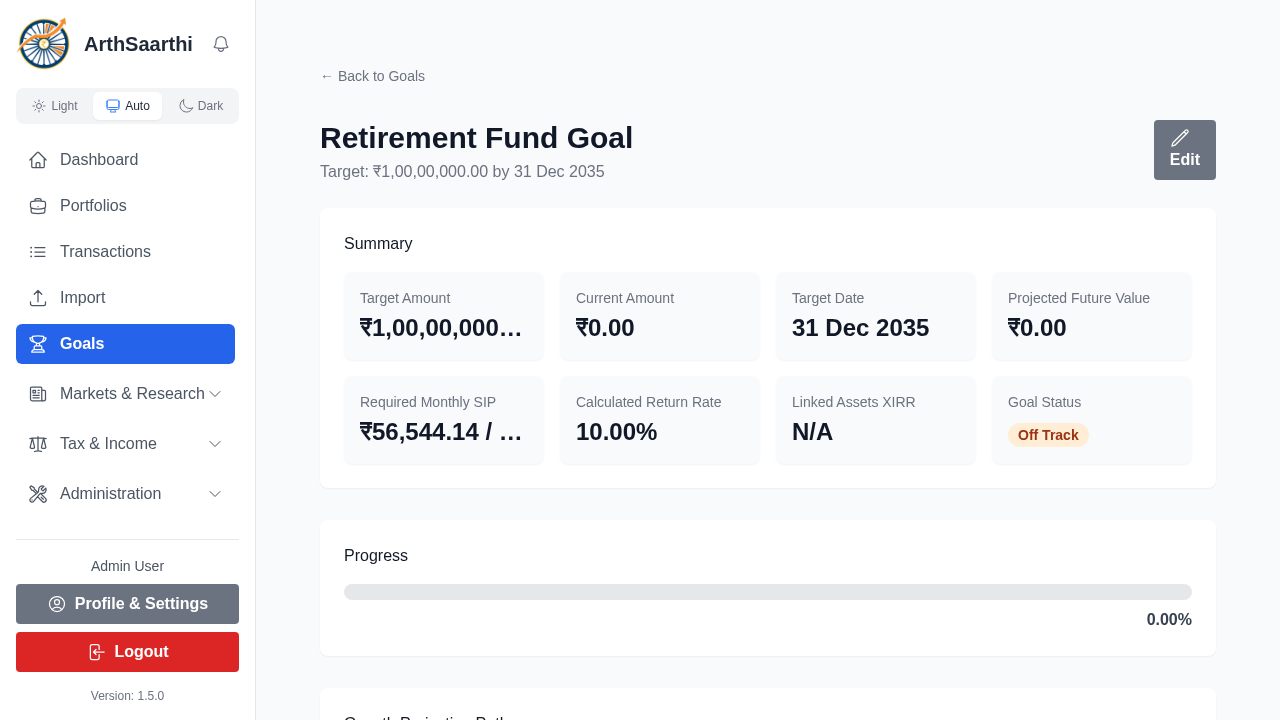 ArthSaarthi
Light
Auto
Dark
Dashboard
Portfolios
Transactions
Import
Goals
Markets & Research
Tax & Income
Administration
Admin User
Profile & Settings
Logout
Version: 1.5.0
← Back to Goals
Retirement Fund Goal
Target: ₹1,00,00,000.00 by 31 Dec 2035
Edit
Summary
Target Amount
₹1,00,00,000…
Current Amount
₹0.00
Target Date
31 Dec 2035
Projected Future Value
₹0.00
Required Monthly SIP
₹56,544.14 / …
Calculated Return Rate
10.00%
Linked Assets XIRR
N/A
Goal Status
Off Track
Progress
0.00%
Growth Projection Path